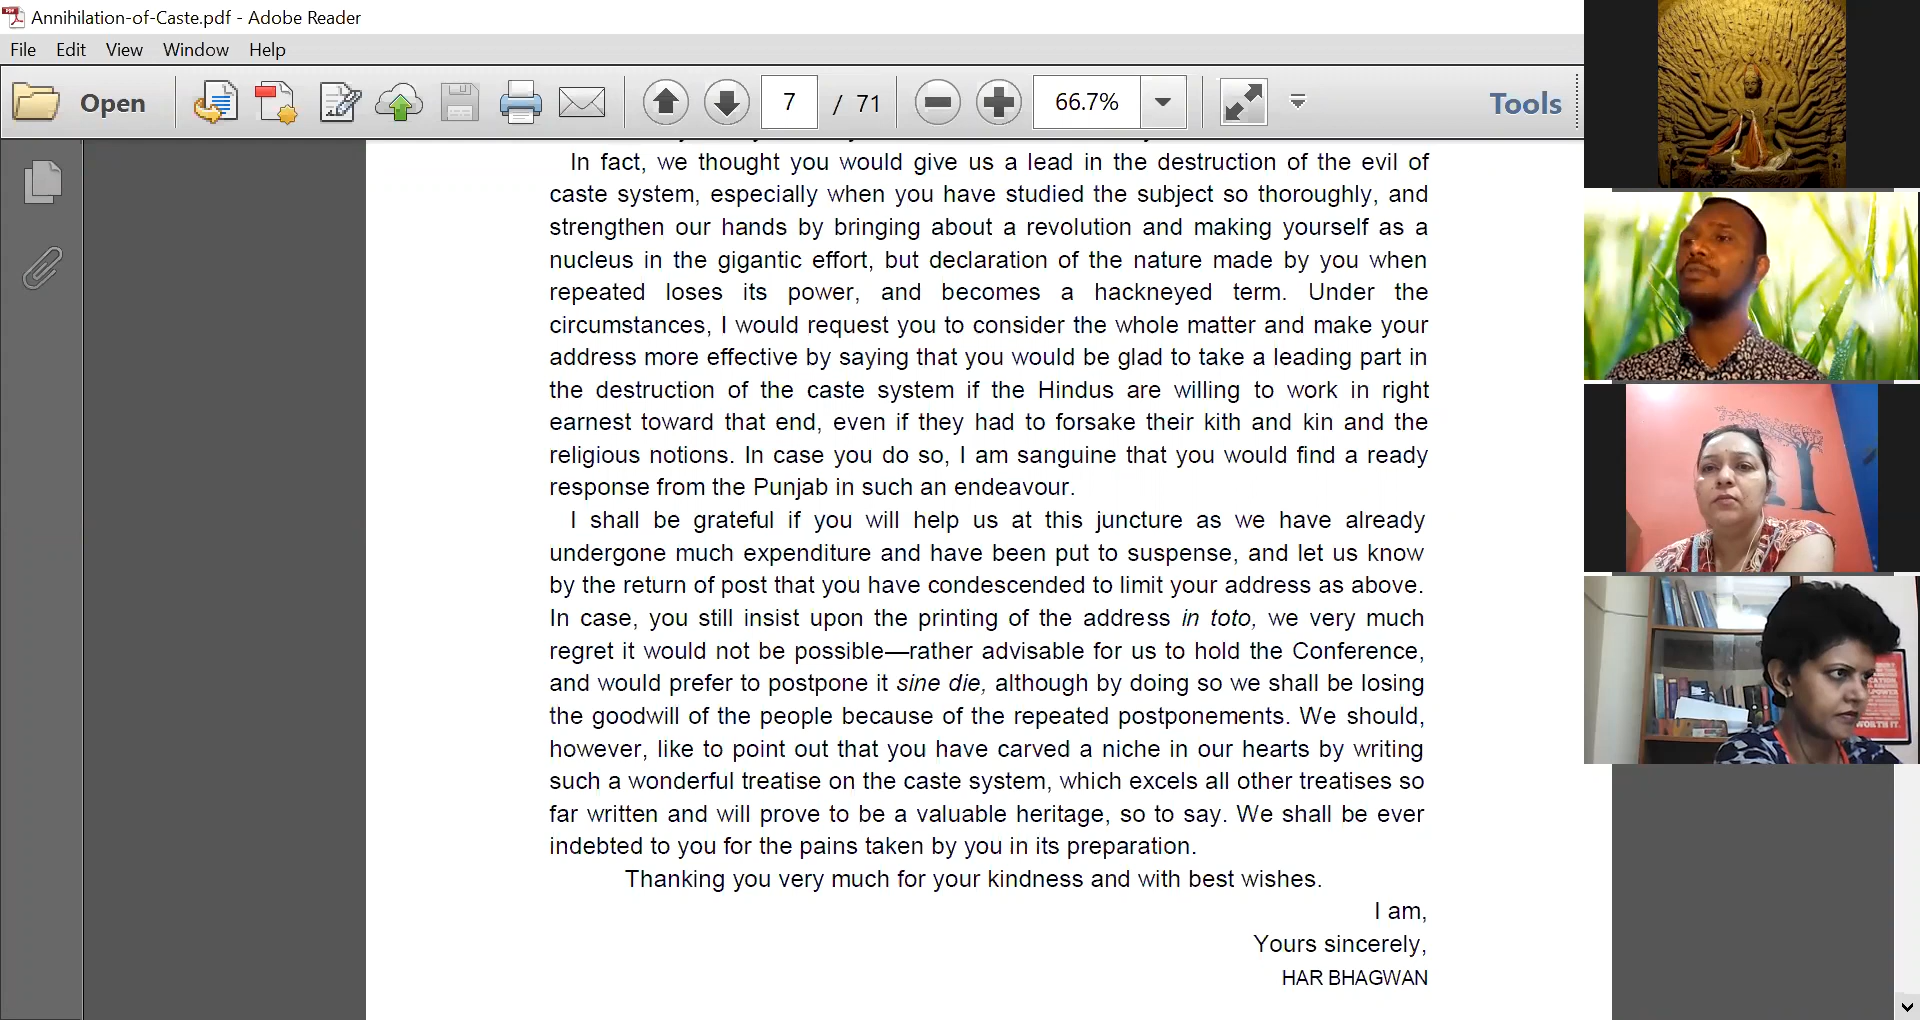 Annihilation-of-Caste.pdf - Adobe Reader
File Edit View Window Help
Open 7 / 71 66.7% Tools
In fact, we thought you would give us a lead in the destruction of the evil of
caste system, especially when you have studied the subject so thoroughly, and
strengthen our hands by bringing about a revolution and making yourself as a
nucleus in the gigantic effort, but declaration of the nature made by you when
repeated loses its power, and becomes a hackneyed term. Under the
circumstances, I would request you to consider the whole matter and make your
address more effective by saying that you would be glad to take a leading part in
the destruction of the caste system if the Hindus are willing to work in right
earnest toward that end, even if they had to forsake their kith and kin and the
religious notions. In case you do so, I am sanguine that you would find a ready
response from the Punjab in such an endeavour.
I shall be grateful if you will help us at this juncture as we have already
undergone much expenditure and have been put to suspense, and let us know
by the return of post that you have condescended to limit your address as above.
In case, you still insist upon the printing of the address in toto, we very much
regret it would not be possible—rather advisable for us to hold the Conference,
and would prefer to postpone it sine die, although by doing so we shall be losing
the goodwill of the people because of the repeated postponements. We should,
however, like to point out that you have carved a niche in our hearts by writing
such a wonderful treatise on the caste system, which excels all other treatises so
far written and will prove to be a valuable heritage, so to say. We shall be ever
indebted to you for the pains taken by you in its preparation.
Thanking you very much for your kindness and with best wishes.
I am,
Yours sincerely,
HAR BHAGWAN
WORTH IT.